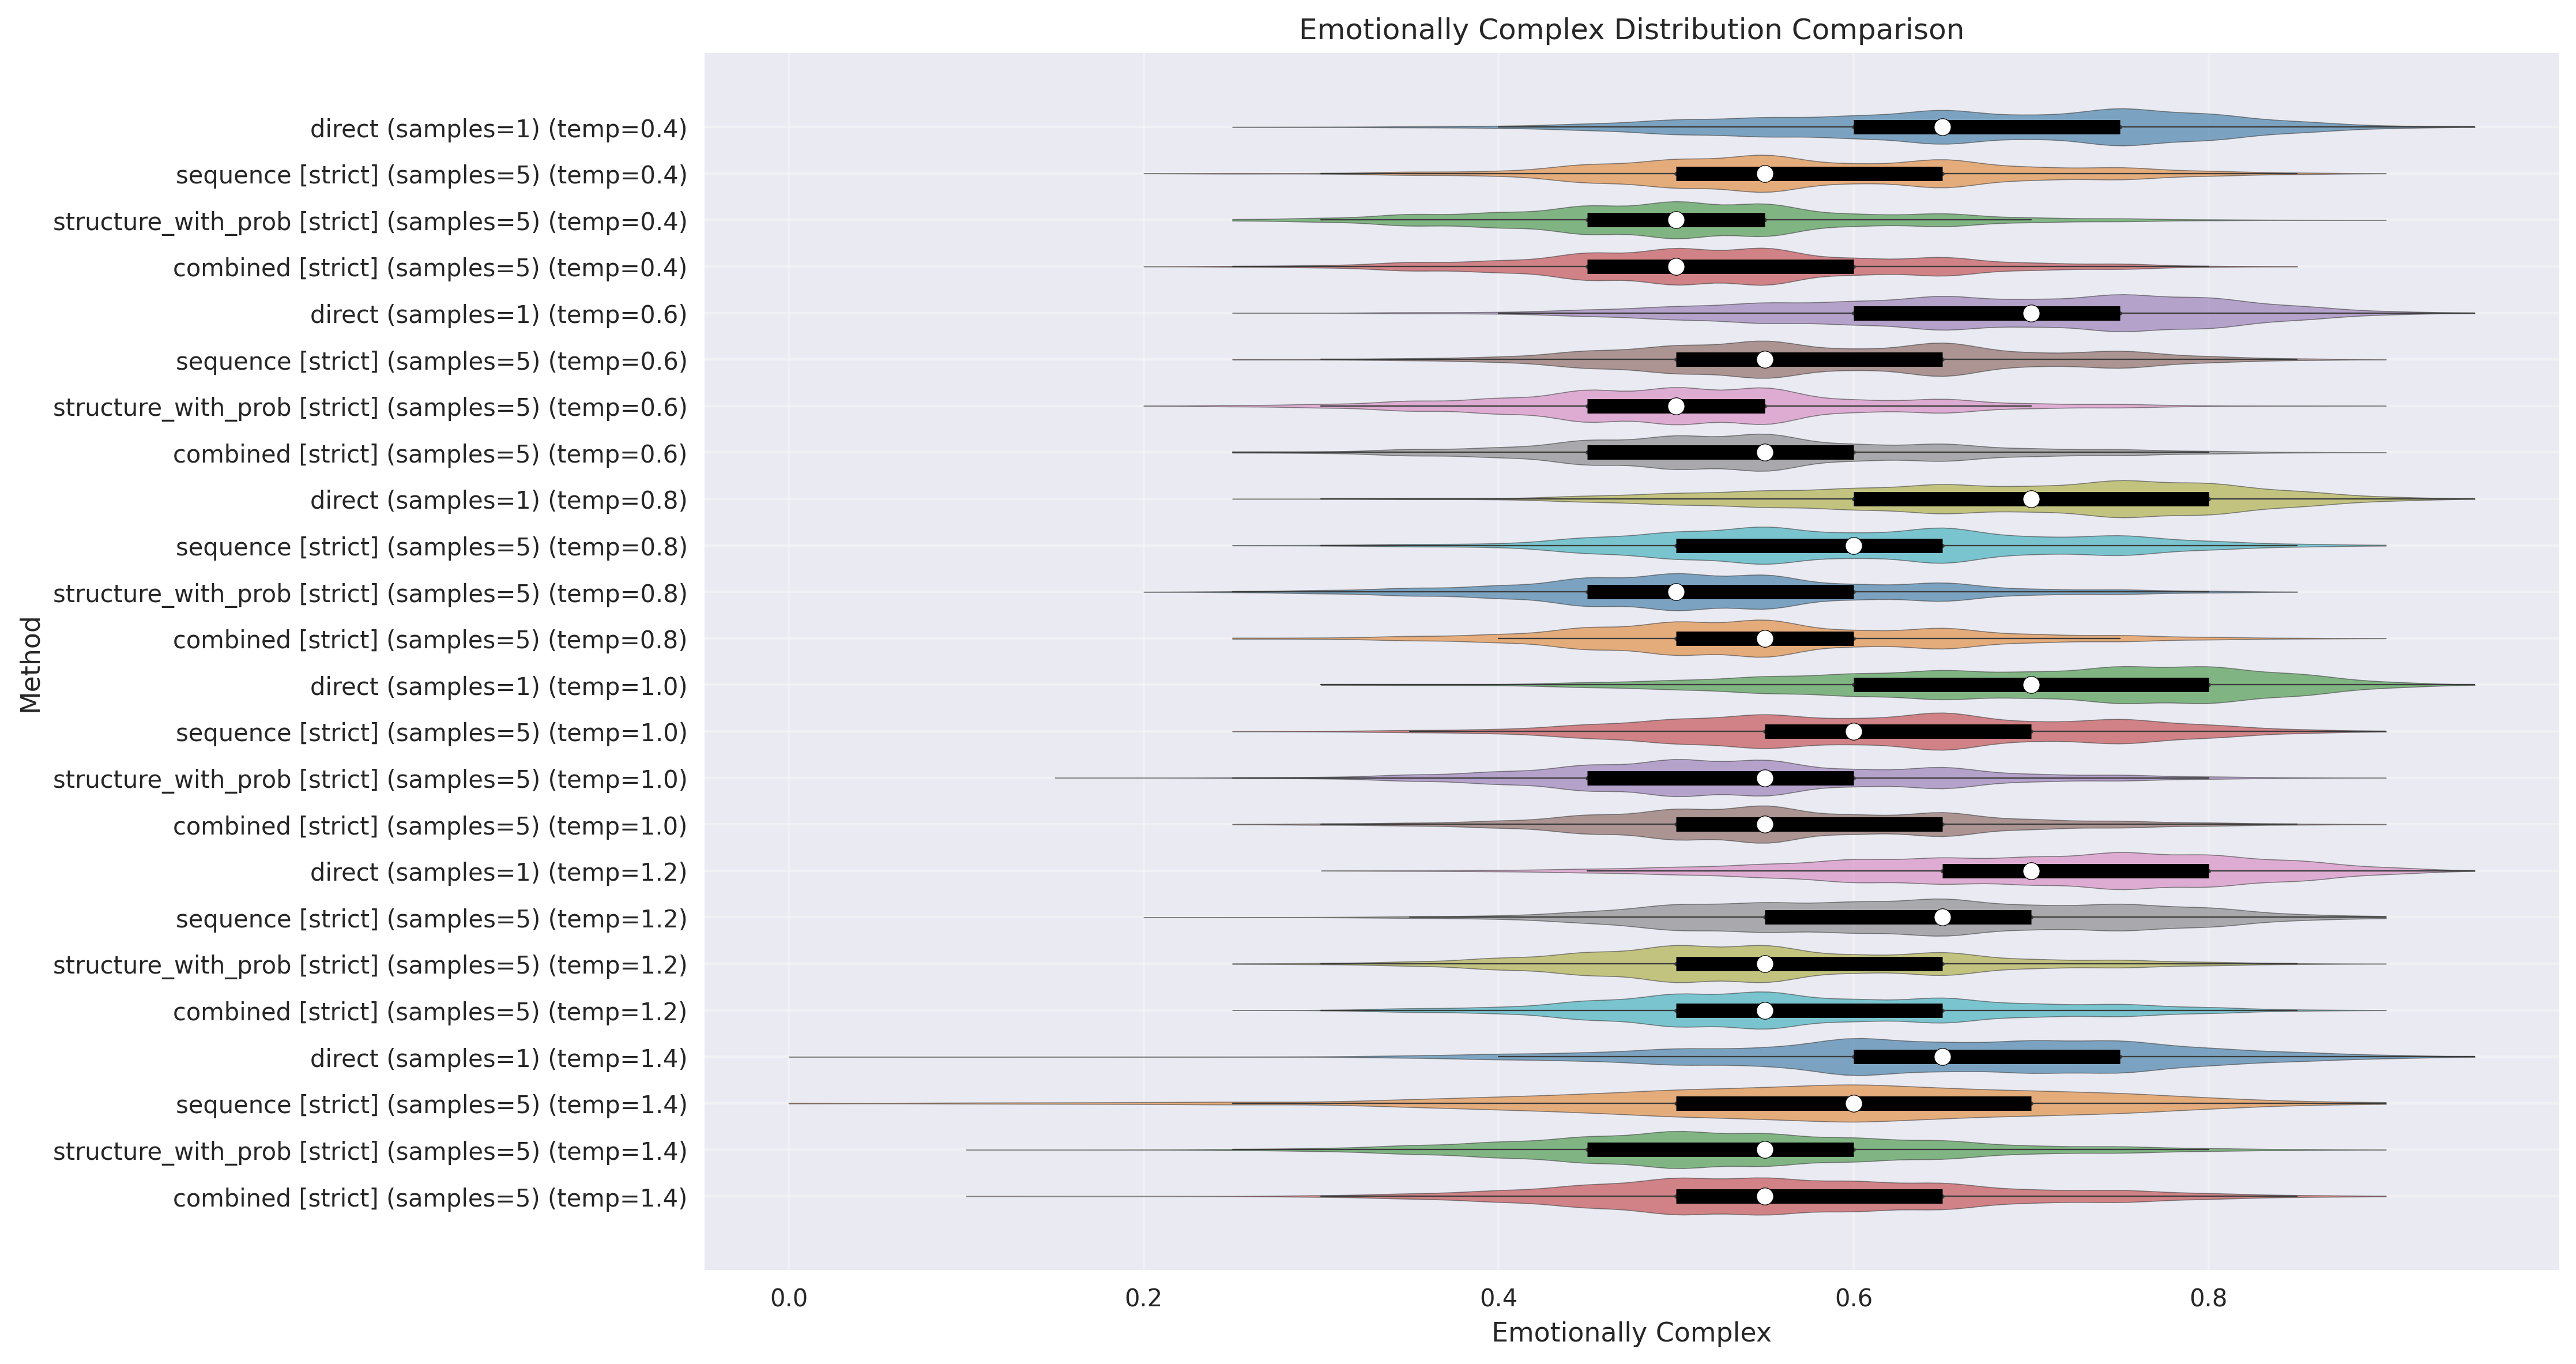 Emotionally Complex Distribution Comparison
Method
direct (samples=1) (temp=0.4)
sequence [strict] (samples=5) (temp=0.4)
structure_with_prob [strict] (samples=5) (temp=0.4)
combined [strict] (samples=5) (temp=0.4)
direct (samples=1) (temp=0.6)
sequence [strict] (samples=5) (temp=0.6)
structure_with_prob [strict] (samples=5) (temp=0.6)
combined [strict] (samples=5) (temp=0.6)
direct (samples=1) (temp=0.8)
sequence [strict] (samples=5) (temp=0.8)
structure_with_prob [strict] (samples=5) (temp=0.8)
combined [strict] (samples=5) (temp=0.8)
direct (samples=1) (temp=1.0)
sequence [strict] (samples=5) (temp=1.0)
structure_with_prob [strict] (samples=5) (temp=1.0)
combined [strict] (samples=5) (temp=1.0)
direct (samples=1) (temp=1.2)
sequence [strict] (samples=5) (temp=1.2)
structure_with_prob [strict] (samples=5) (temp=1.2)
combined [strict] (samples=5) (temp=1.2)
direct (samples=1) (temp=1.4)
sequence [strict] (samples=5) (temp=1.4)
structure_with_prob [strict] (samples=5) (temp=1.4)
combined [strict] (samples=5) (temp=1.4)
0.0 0.2 0.4 0.6 0.8
Emotionally Complex